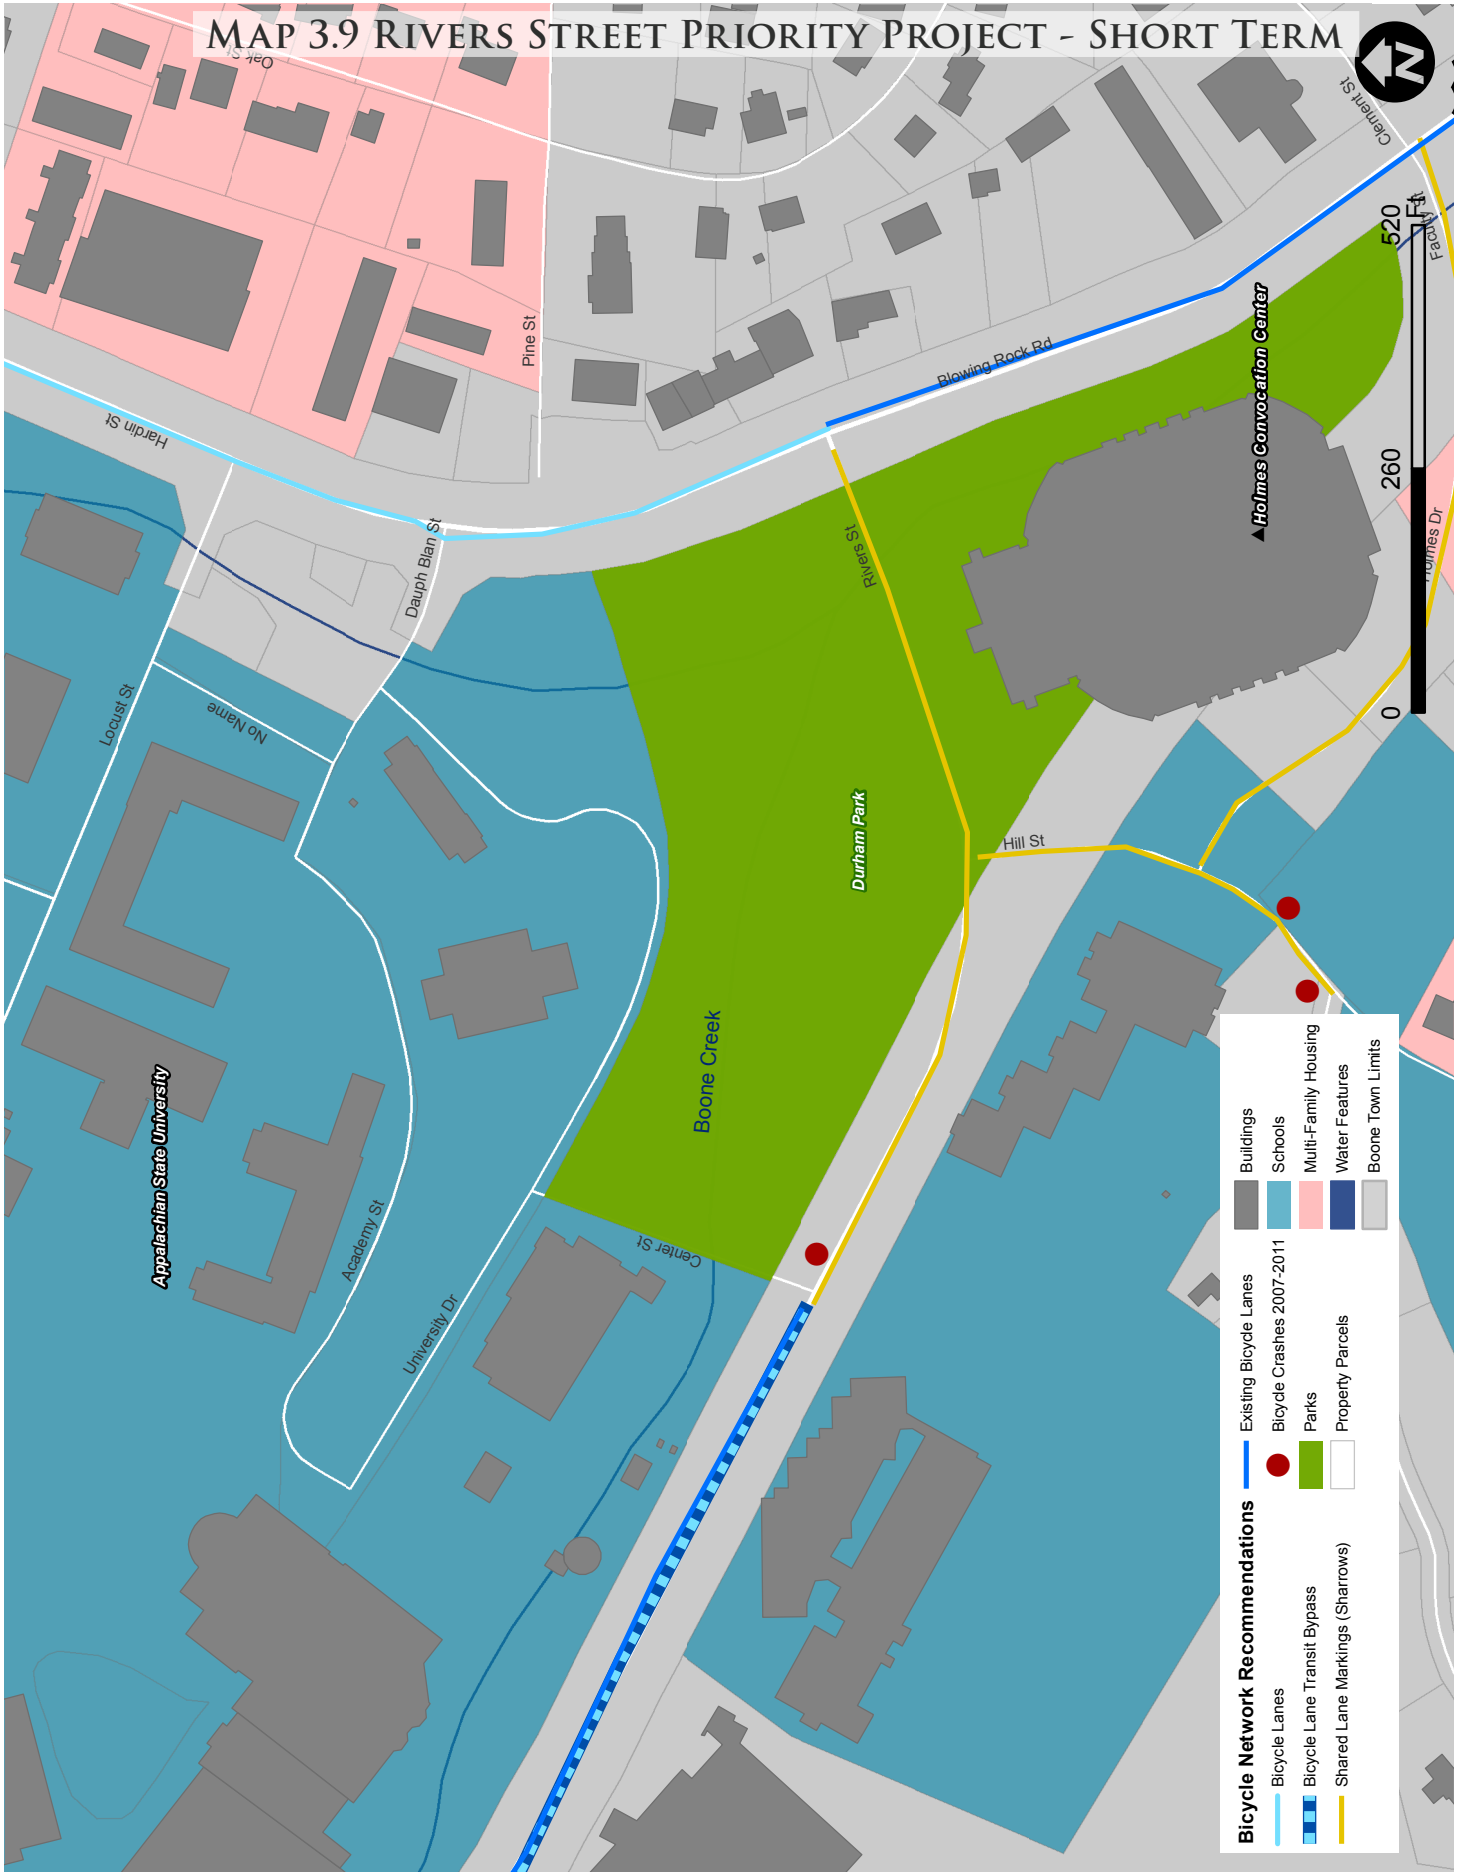 MAP 3.9 RIVERS STREET PRIORITY PROJECT - SHORT TERM
N
Oak St
Clement St
Faculty St
Pine St
Hardin St
Blowing Rock Rd
Holmes Convocation Center
520
Ft
260
0
Holmes Dr
Rivers St
Dauph Blan St
Locust St
No Name
Durham Park
Hill St
Boone Creek
Appalachian State University
Academy St
Center St
University Dr
Bicycle Network Recommendations
Bicycle Lanes
Bicycle Lane Transit Bypass
Shared Lane Markings (Sharrows)
Existing Bicycle Lanes
Bicycle Crashes 2007-2011
Parks
Property Parcels
Buildings
Schools
Multi-Family Housing
Water Features
Boone Town Limits